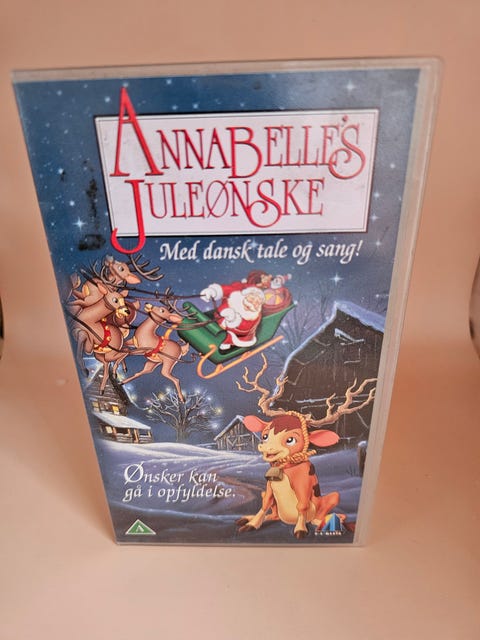 ANNABELLE'S
JULEØNSKE
Med dansk tale og sang!
Ønsker kan
gå i opfyldelse.
A